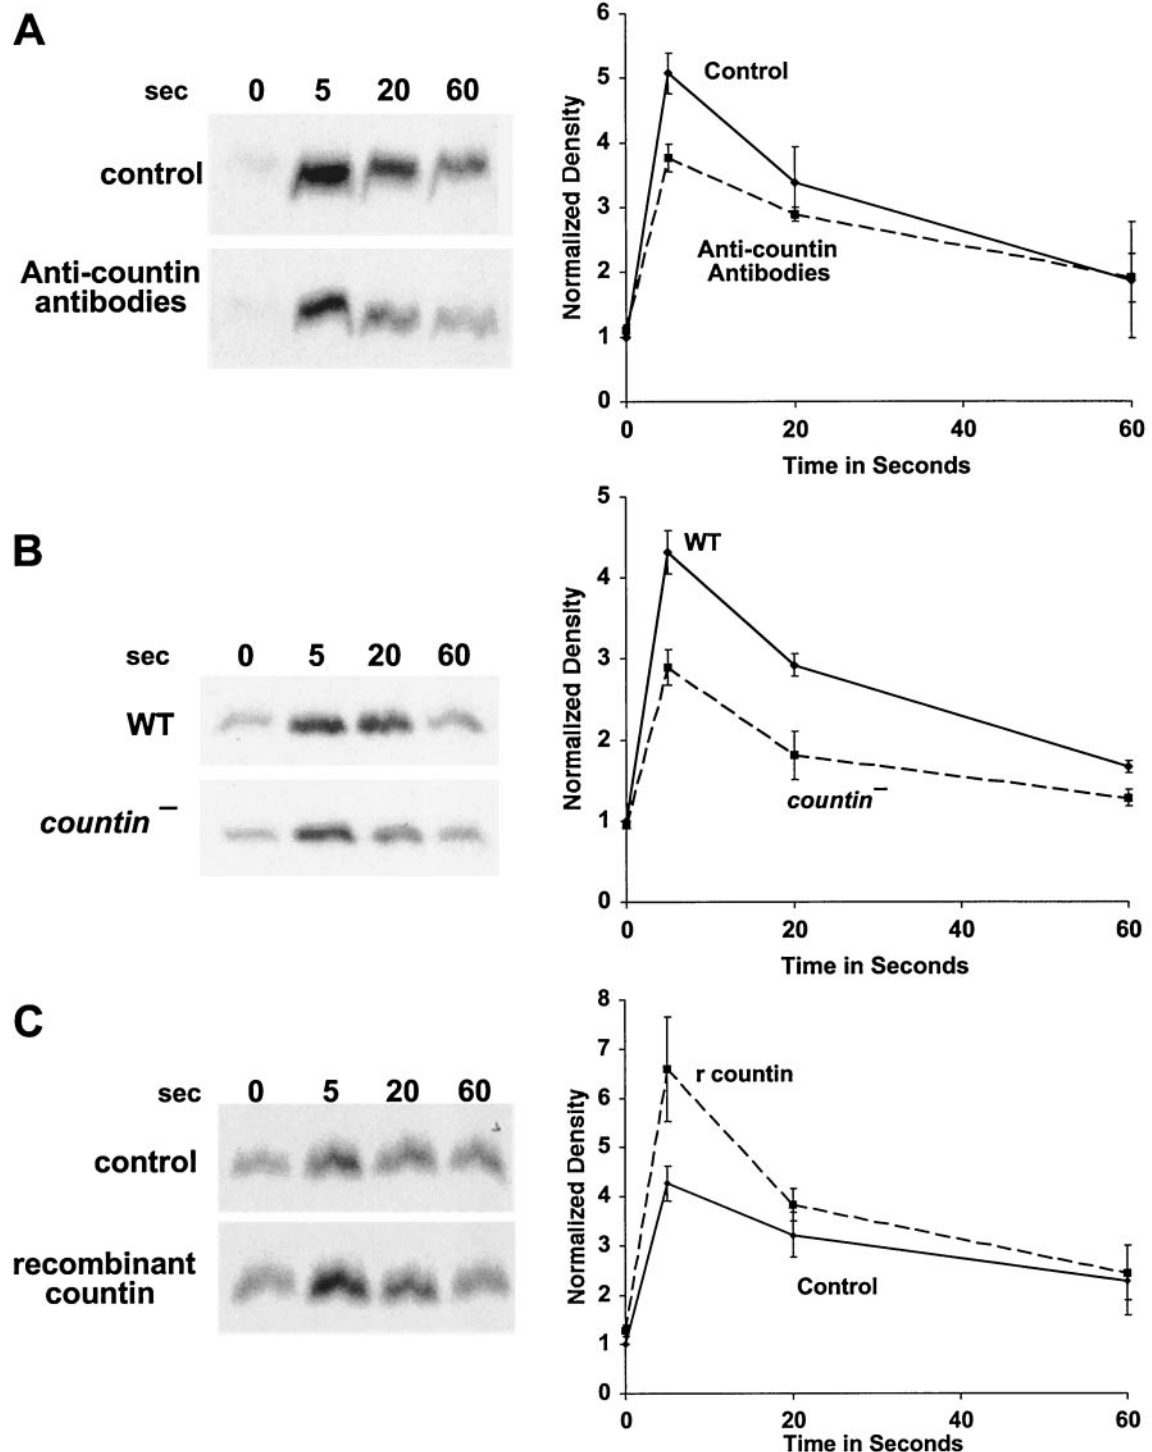 A
sec 0 5 20 60
control
Anti-countin
antibodies
6
5
4
3
2
1
0
Normalized Density
Control
Anti-countin
Antibodies
0 20 40 60
Time in Seconds
B
sec 0 5 20 60
WT
countin –
5
4
3
2
1
0
Normalized Density
WT
countin–
0 20 40 60
Time in Seconds
C
sec 0 5 20 60
control
recombinant
countin
8
7
6
5
4
3
2
1
0
Normalized Density
r countin
Control
0 20 40 60
Time in Seconds